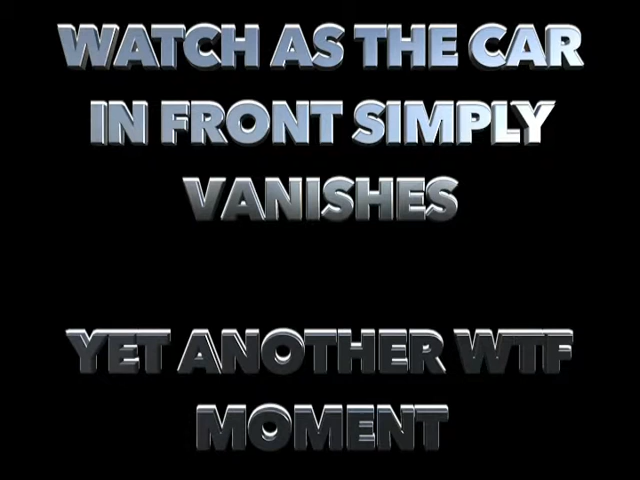 WATCH AS THE CAR
IN FRONT SIMPLY
VANISHES
YET ANOTHER WTF
MOMENT